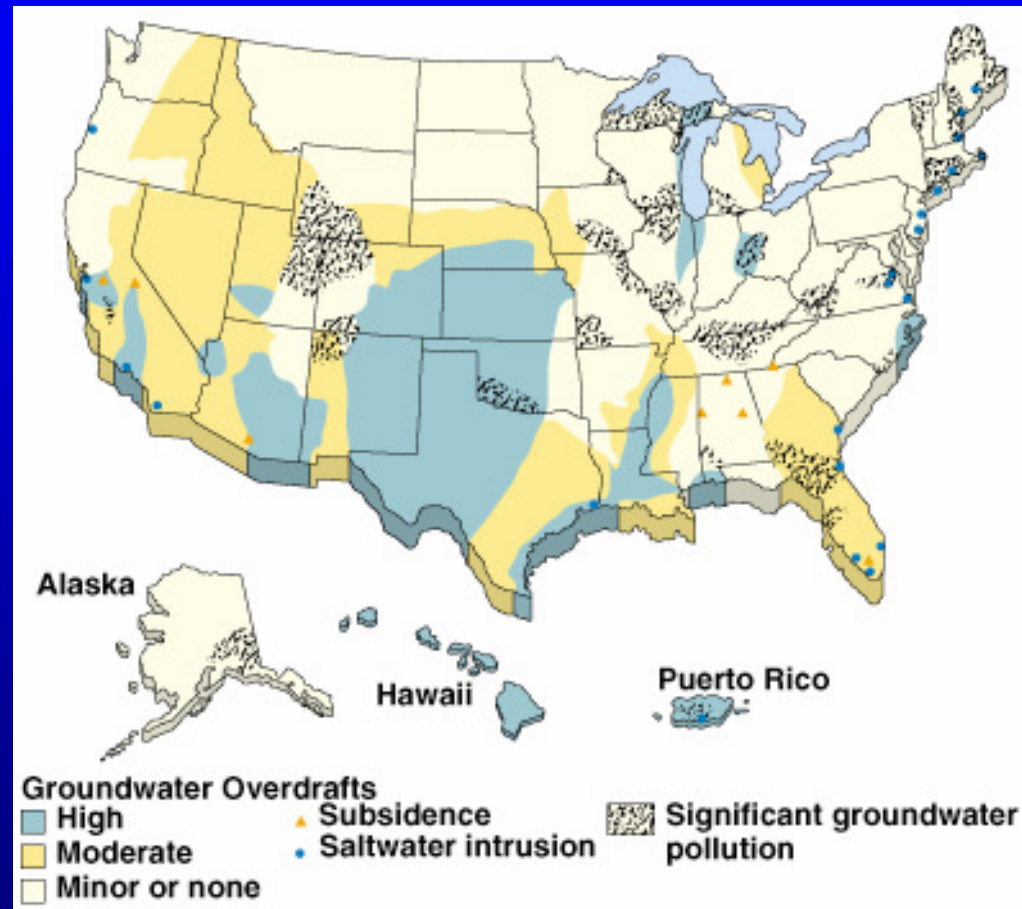 Alaska
Hawaii
Puerto Rico
Groundwater Overdrafts
High
Moderate
Minor or none
Subsidence
Saltwater intrusion
Significant groundwater
pollution